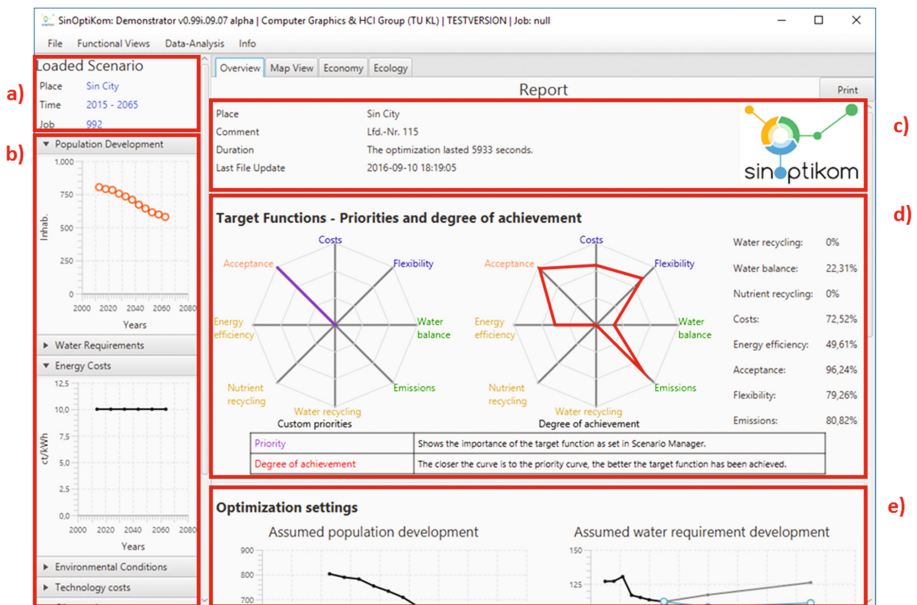 SinOptiKom: Demonstrator v0.99i.09.07 alpha | Computer Graphics & HCI Group (TU KL) | TESTVERSION | Job: null
File Functional Views Data-Analysis Info
a)
Loaded Scenario
Place Sin City
Time 2015 - 2065
Job 992
b)
Population Development
1.000
750
500
250
0
Inhab.
2000 2020 2040 2060 2080
Years
Water Requirements
Energy Costs
12,5
10,0
7,5
5,0
2,5
0,0
ct/kWh
2000 2020 2040 2060 2080
Years
Environmental Conditions
Technology costs
Overview Map View Economy Ecology
Report
Print
c)
Place Sin City
Comment Lfd.-Nr. 115
Duration The optimization lasted 5933 seconds.
Last File Update 2016-09-10 18:19:05
sinoptikom
d)
Target Functions - Priorities and degree of achievement
Costs
Acceptance
Flexibility
Energy efficiency
Water balance
Nutrient recycling
Emissions
Water recycling
Custom priorities
Costs
Acceptance
Flexibility
Energy efficiency
Water balance
Nutrient recycling
Emissions
Water recycling
Degree of achievement
Water recycling: 0%
Water balance: 22,31%
Nutrient recycling: 0%
Costs: 72,52%
Energy efficiency: 49,61%
Acceptance: 96,24%
Flexibility: 79,26%
Emissions: 80,82%
Priority Shows the importance of the target function as set in Scenario Manager.
Degree of achievement The closer the curve is to the priority curve, the better the target function has been achieved.
e)
Optimization settings
Assumed population development
900
800
700
Assumed water requirement development
150
125